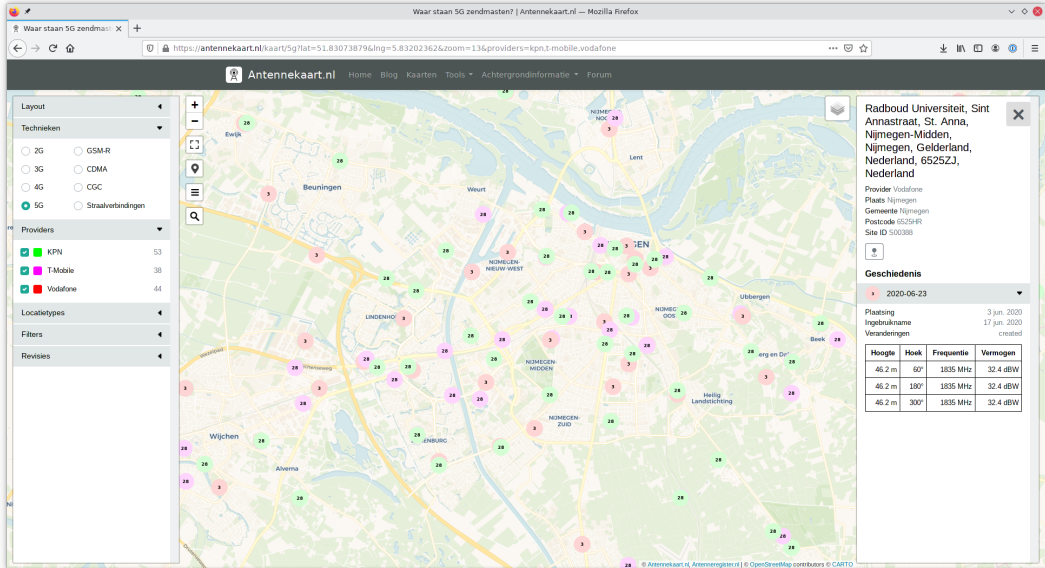 Waar staan 5G zendmasten? | Antennekaart.nl — Mozilla Firefox
Waar staan 5G zendmast
https://antennekaart.nl/kaart/5g?lat=51.83073879&lng=5.83202362&zoom=13&providers=kpn,t-mobile,vodafone
Antennekaart.nl Home Blog Kaarten Tools Achtergrondinformatie Forum
Layout
Technieken
2G GSM-R
3G CDMA
4G CGC
5G Straalverbindingen
Providers
KPN 53
T-Mobile 38
Vodafone 44
Locatietypes
Filters
Revisies
+
−
Ewijk
Beuningen
Weurt
Lent
NIJMEGEN-
NIEUW-WEST
LINDENHO
NIJMEGEN-
MIDDEN
NIJMEGEN-
ZUID
Ubbergen
Beek
Heilig
Landstichting
Wijchen
Alverna
ENBURG
28
3
© Antennekaart.nl, Antenneregister.nl | © OpenStreetMap contributors © CARTO
Radboud Universiteit, Sint
Annastraat, St. Anna,
Nijmegen-Midden,
Nijmegen, Gelderland,
Nederland, 6525ZJ,
Nederland
Provider Vodafone
Plaats Nijmegen
Gemeente Nijmegen
Postcode 6525HR
Site ID S00388
Geschiedenis
3 2020-06-23
Plaatsing 3 jun. 2020
Ingebruikname 17 jun. 2020
Veranderingen created
Hoogte Hoek Frequentie Vermogen
46.2 m 60° 1835 MHz 32.4 dBW
46.2 m 180° 1835 MHz 32.4 dBW
46.2 m 300° 1835 MHz 32.4 dBW